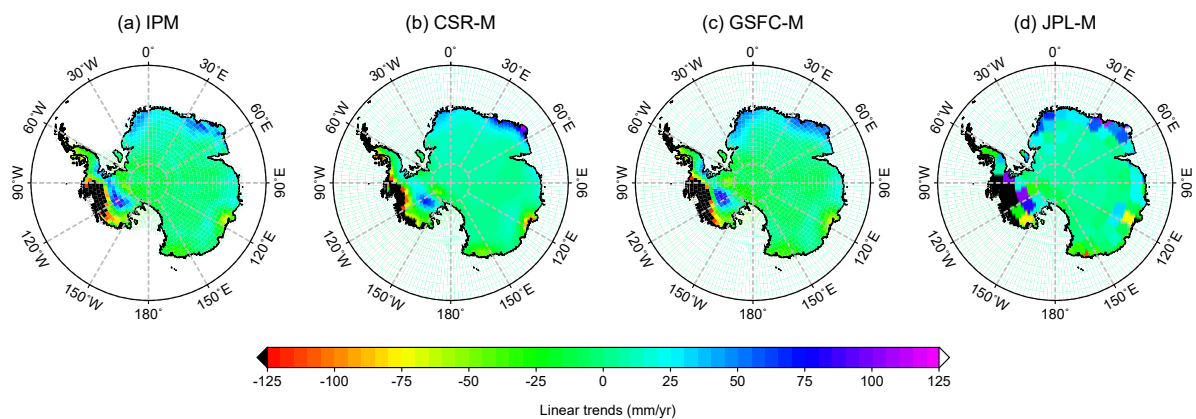 (a) IPM
(b) CSR-M
(c) GSFC-M
(d) JPL-M
0˚
30˚W
30˚E
60˚W
60˚E
90˚W
90˚E
120˚W
120˚E
150˚W
150˚E
180˚
0˚
30˚W
30˚E
60˚W
60˚E
90˚W
90˚E
120˚W
120˚E
150˚W
150˚E
180˚
0˚
30˚W
30˚E
60˚W
60˚E
90˚W
90˚E
120˚W
120˚E
150˚W
150˚E
180˚
0˚
30˚W
30˚E
60˚W
60˚E
90˚W
90˚E
120˚W
120˚E
150˚W
150˚E
180˚
-125 -100 -75 -50 -25 0 25 50 75 100 125
Linear trends (mm/yr)